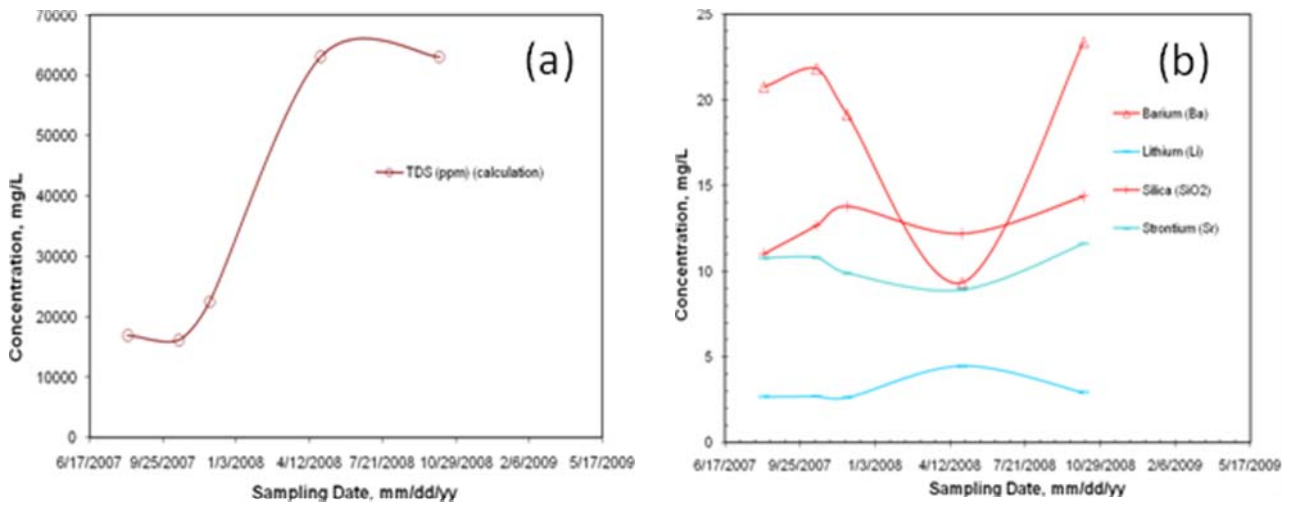 70000
60000
50000
40000
30000
20000
10000
0
Concentration, mg/L
(a)
TDS (ppm) (calculation)
6/17/2007 9/25/2007 1/3/2008 4/12/2008 7/21/2008 10/29/2008 2/6/2009 5/17/2009
Sampling Date, mm/dd/yy
25
20
15
10
5
0
Concentration, mg/L
(b)
Barium (Ba)
Lithium (Li)
Silica (SiO2)
Strontium (Sr)
6/17/2007 9/25/2007 1/3/2008 4/12/2008 7/21/2008 10/29/2008 2/6/2009 5/17/2009
Sampling Date, mm/dd/yy